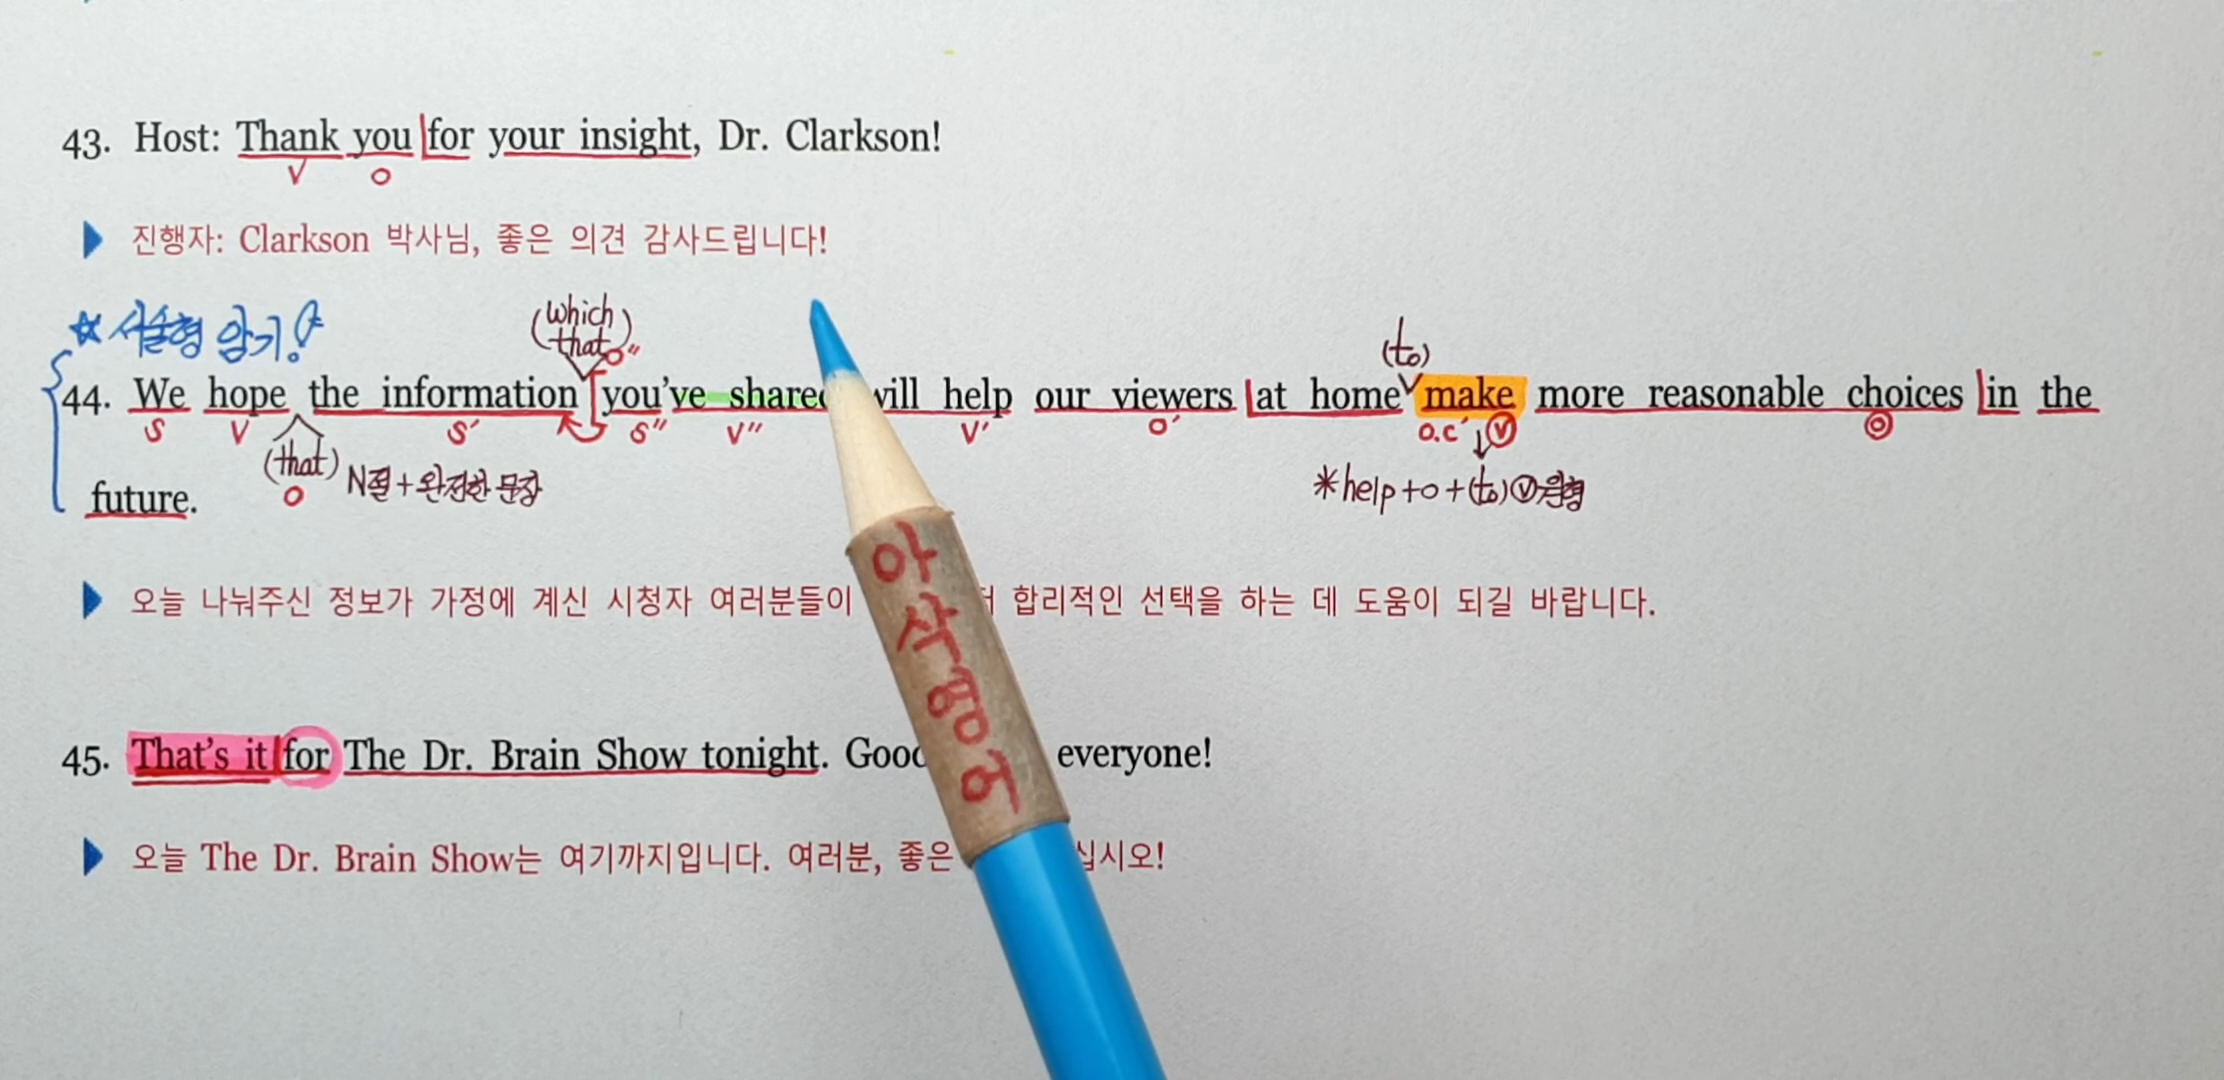 43. Host: Thank you for your insight, Dr. Clarkson!
V O
진행자: Clarkson 박사님, 좋은 의견 감사드립니다!
☆ 서술형 암기!
(which
that) O"
(to)
44. We hope the information you've shared will help our viewers at home make more reasonable choices in the
S V S' S" V" V' O' O.C' V O
(that) N절+완전한 문장
O
*help+o+(to)V원형
future.
오늘 나눠주신 정보가 가정에 계신 시청자 여러분들이 합리적인 선택을 하는 데 도움이 되길 바랍니다.
45. That's it for The Dr. Brain Show tonight. everyone!
오늘 The Dr. Brain Show는 여기까지입니다. 여러분, 좋은 십시오!
아
삭
영
어